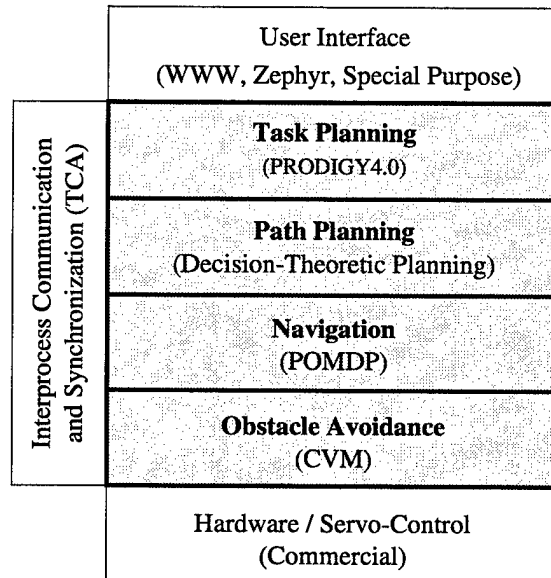 User Interface
(WWW, Zephyr, Special Purpose)
Interprocess Communication
and Synchronization (TCA)
Task Planning
(PRODIGY4.0)
Path Planning
(Decision-Theoretic Planning)
Navigation
(POMDP)
Obstacle Avoidance
(CVM)
Hardware / Servo-Control
(Commercial)